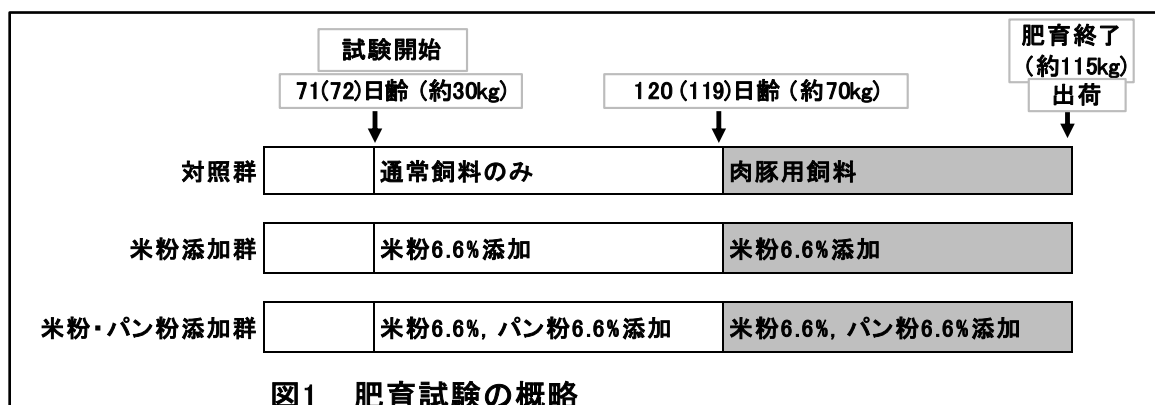 試験開始
71(72)日齢（約30kg）
120（119）日齢（約70kg）
肥育終了
（約115kg）
出荷
対照群
通常飼料のみ
肉豚用飼料
米粉添加群
米粉6.6%添加
米粉6.6%添加
米粉・パン粉添加群
米粉6.6%，パン粉6.6%添加
米粉6.6%，パン粉6.6%添加
図1　肥育試験の概略